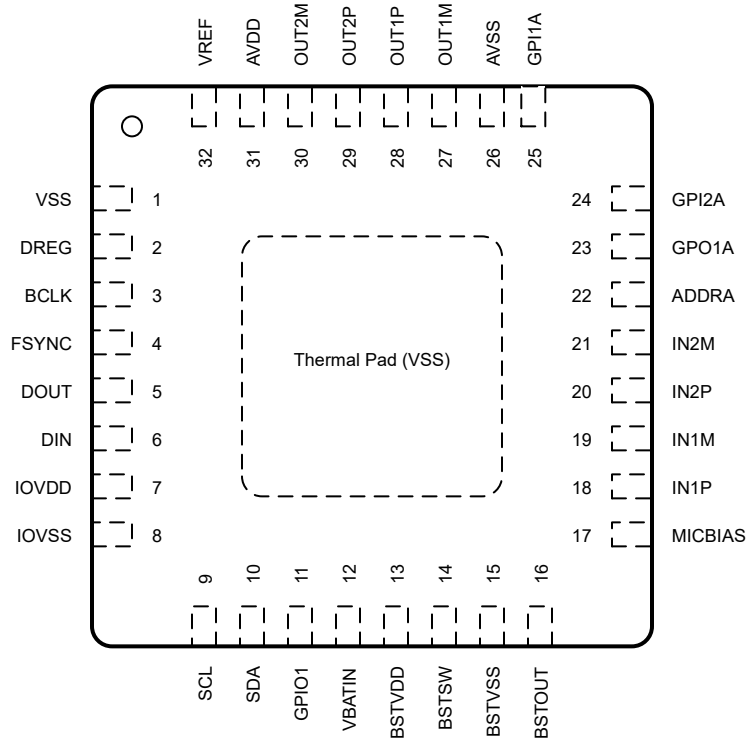 VREF
AVDD
OUT2M
OUT2P
OUT1P
OUT1M
AVSS
GPI1A
32
31
30
29
28
27
26
25
VSS 1
24 GPI2A
DREG 2
23 GPO1A
BCLK 3
22 ADDRA
FSYNC 4
21 IN2M
Thermal Pad (VSS)
DOUT 5
20 IN2P
DIN 6
19 IN1M
IOVDD 7
18 IN1P
IOVSS 8
17 MICBIAS
9
10
11
12
13
14
15
16
SCL
SDA
GPIO1
VBATIN
BSTVDD
BSTSW
BSTVSS
BSTOUT